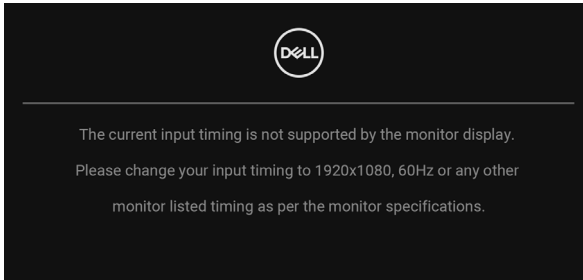 DELL
The current input timing is not supported by the monitor display.
Please change your input timing to 1920x1080, 60Hz or any other
monitor listed timing as per the monitor specifications.